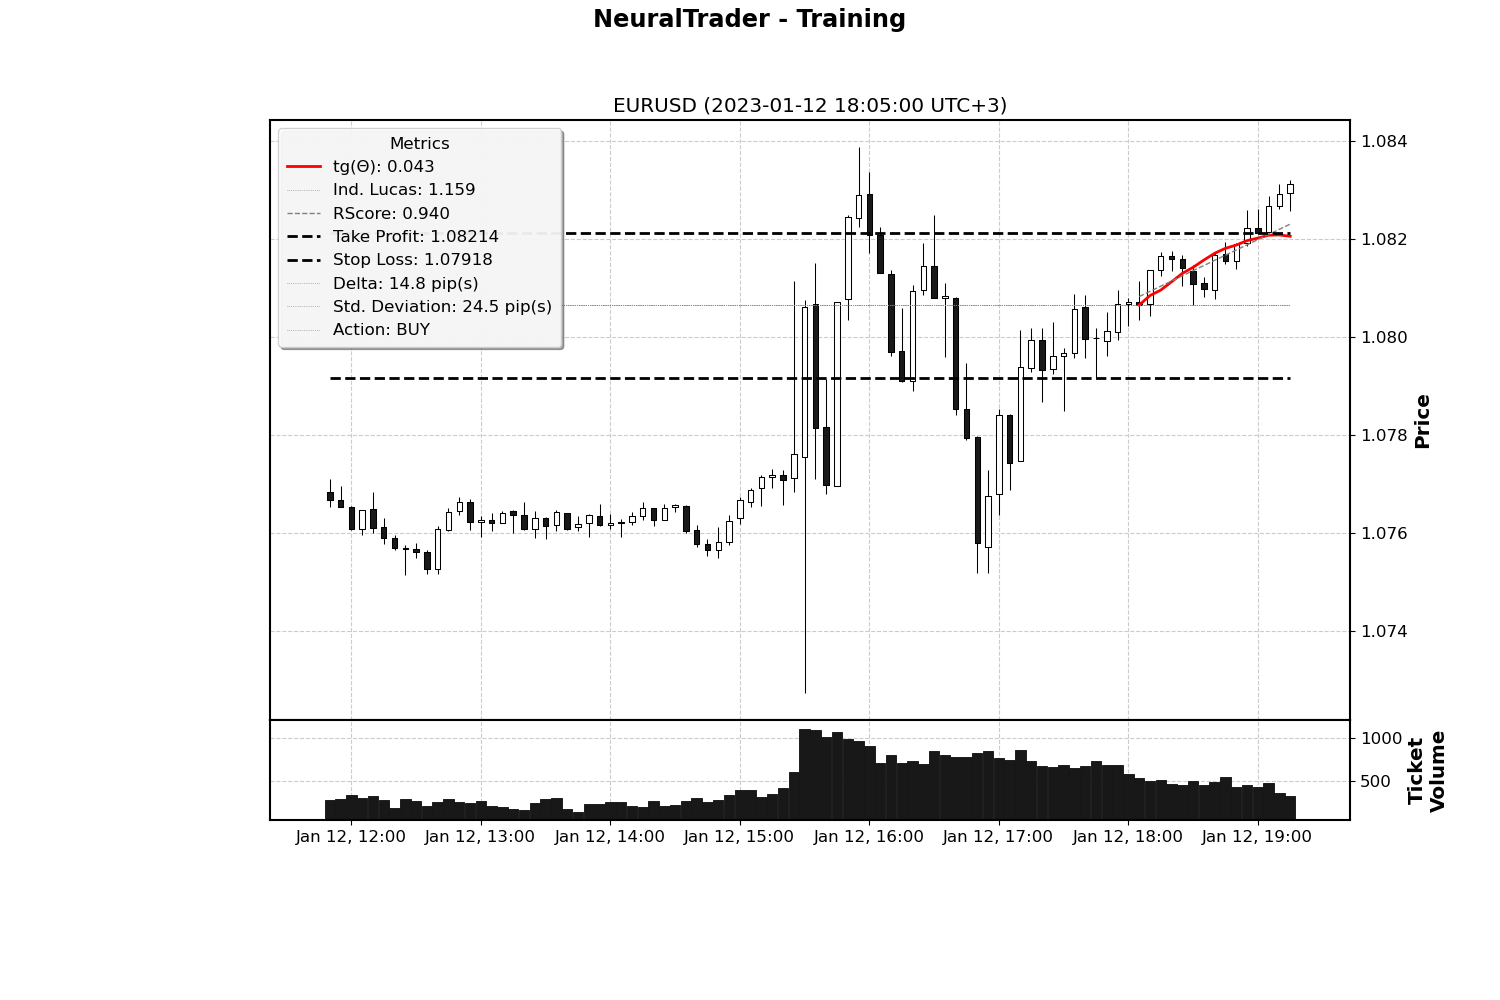 NeuralTrader - Training
EURUSD (2023-01-12 18:05:00 UTC+3)
Metrics
tg(Θ): 0.043
Ind. Lucas: 1.159
RScore: 0.940
Take Profit: 1.08214
Stop Loss: 1.07918
Delta: 14.8 pip(s)
Std. Deviation: 24.5 pip(s)
Action: BUY
1.084
1.082
1.080
1.078
1.076
1.074
Price
1000
500
Ticket
Volume
Jan 12, 12:00 Jan 12, 13:00 Jan 12, 14:00 Jan 12, 15:00 Jan 12, 16:00 Jan 12, 17:00 Jan 12, 18:00 Jan 12, 19:00